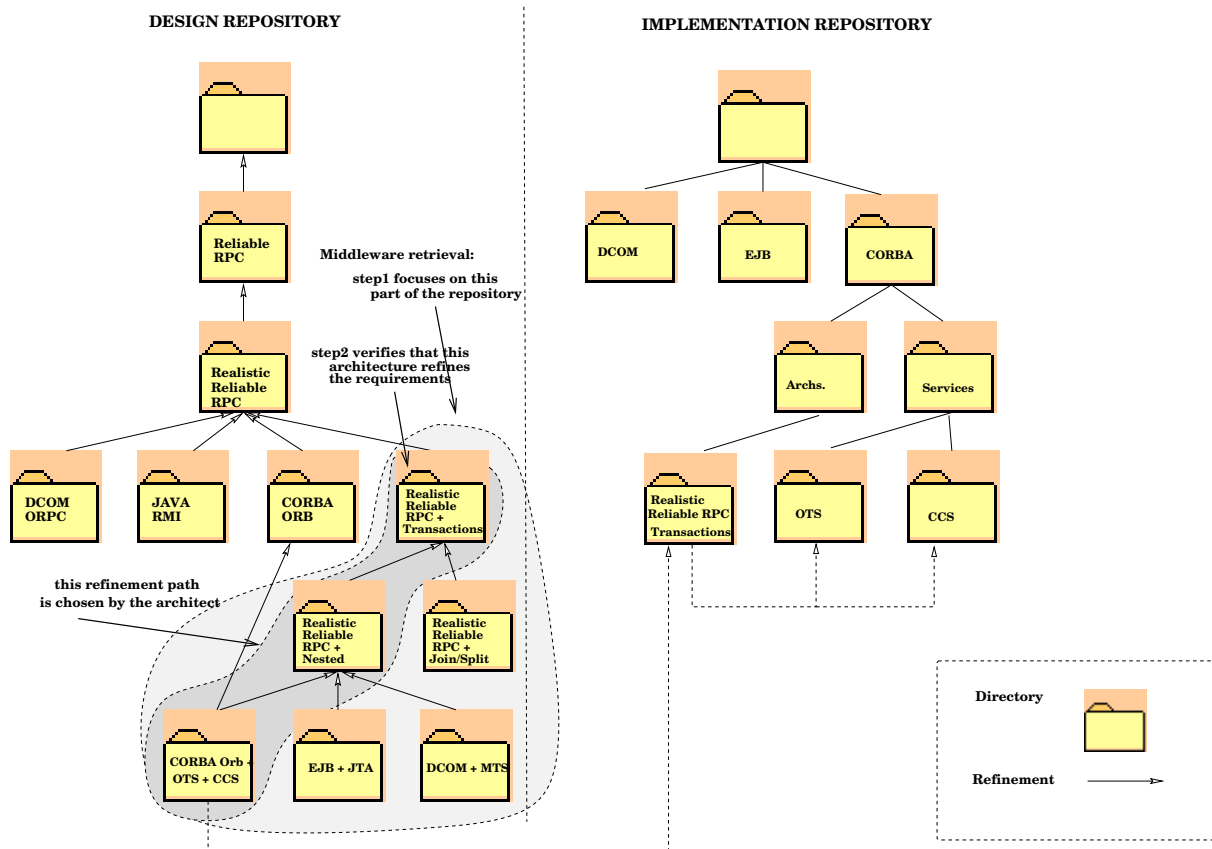 DESIGN REPOSITORY
IMPLEMENTATION REPOSITORY
Reliable
RPC
Middleware retrieval:
step1 focuses on this
part of the repository
DCOM
EJB
CORBA
step2 verifies that this
architecture refines
the requirements
Realistic
Reliable
RPC
Archs.
Services
DCOM
ORPC
JAVA
RMI
CORBA
ORB
Realistic
Reliable
RPC +
Transactions
Realistic
Reliable RPC
Transactions
OTS
CCS
this refinement path
is chosen by the architect
Realistic
Reliable
RPC +
Nested
Realistic
Reliable
RPC +
Join/Split
CORBA Orb +
OTS + CCS
EJB + JTA
DCOM + MTS
Directory
Refinement